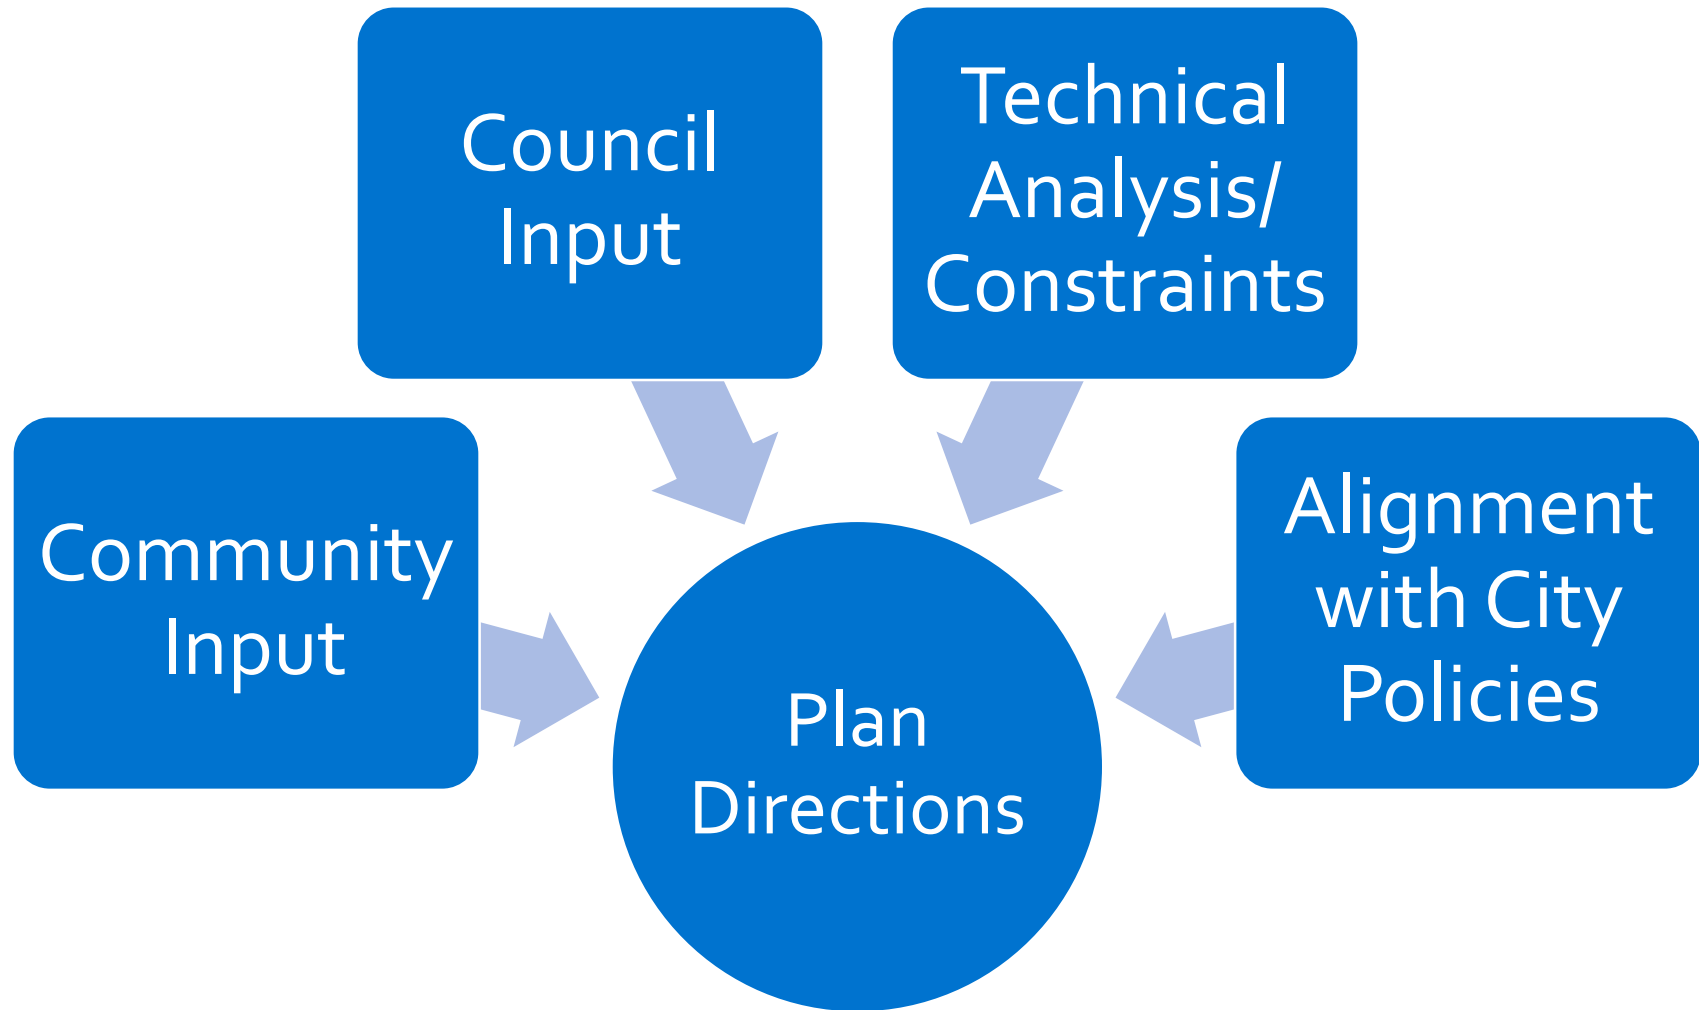 Council
Input
Technical
Analysis/
Constraints
Community
Input
Alignment
with City
Policies
Plan
Directions